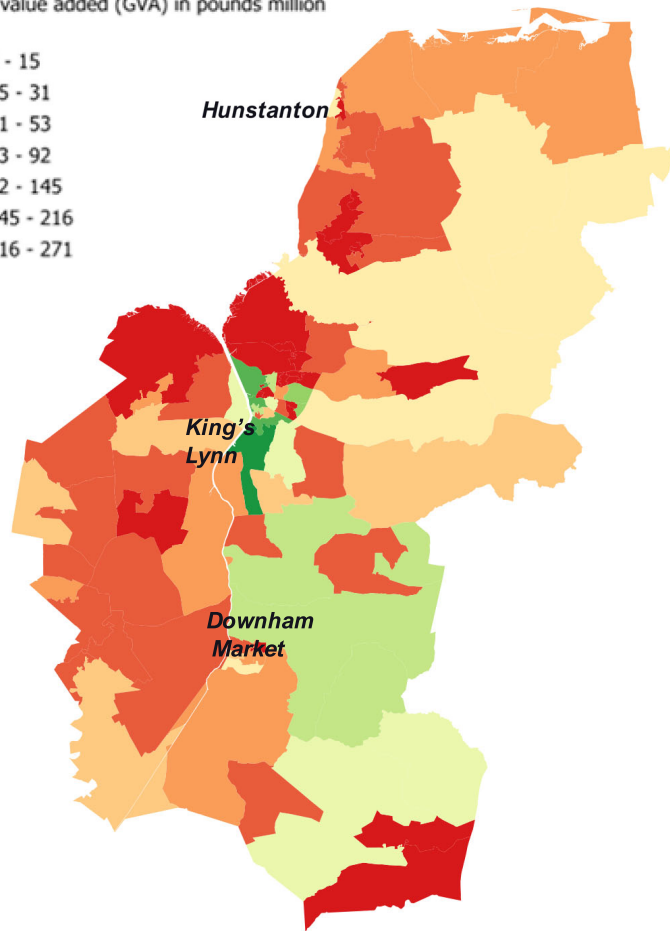 value added (GVA) in pounds million
- 15
5 - 31
1 - 53
3 - 92
2 - 145
45 - 216
16 - 271
Hunstanton
King's
Lynn
Downham
Market